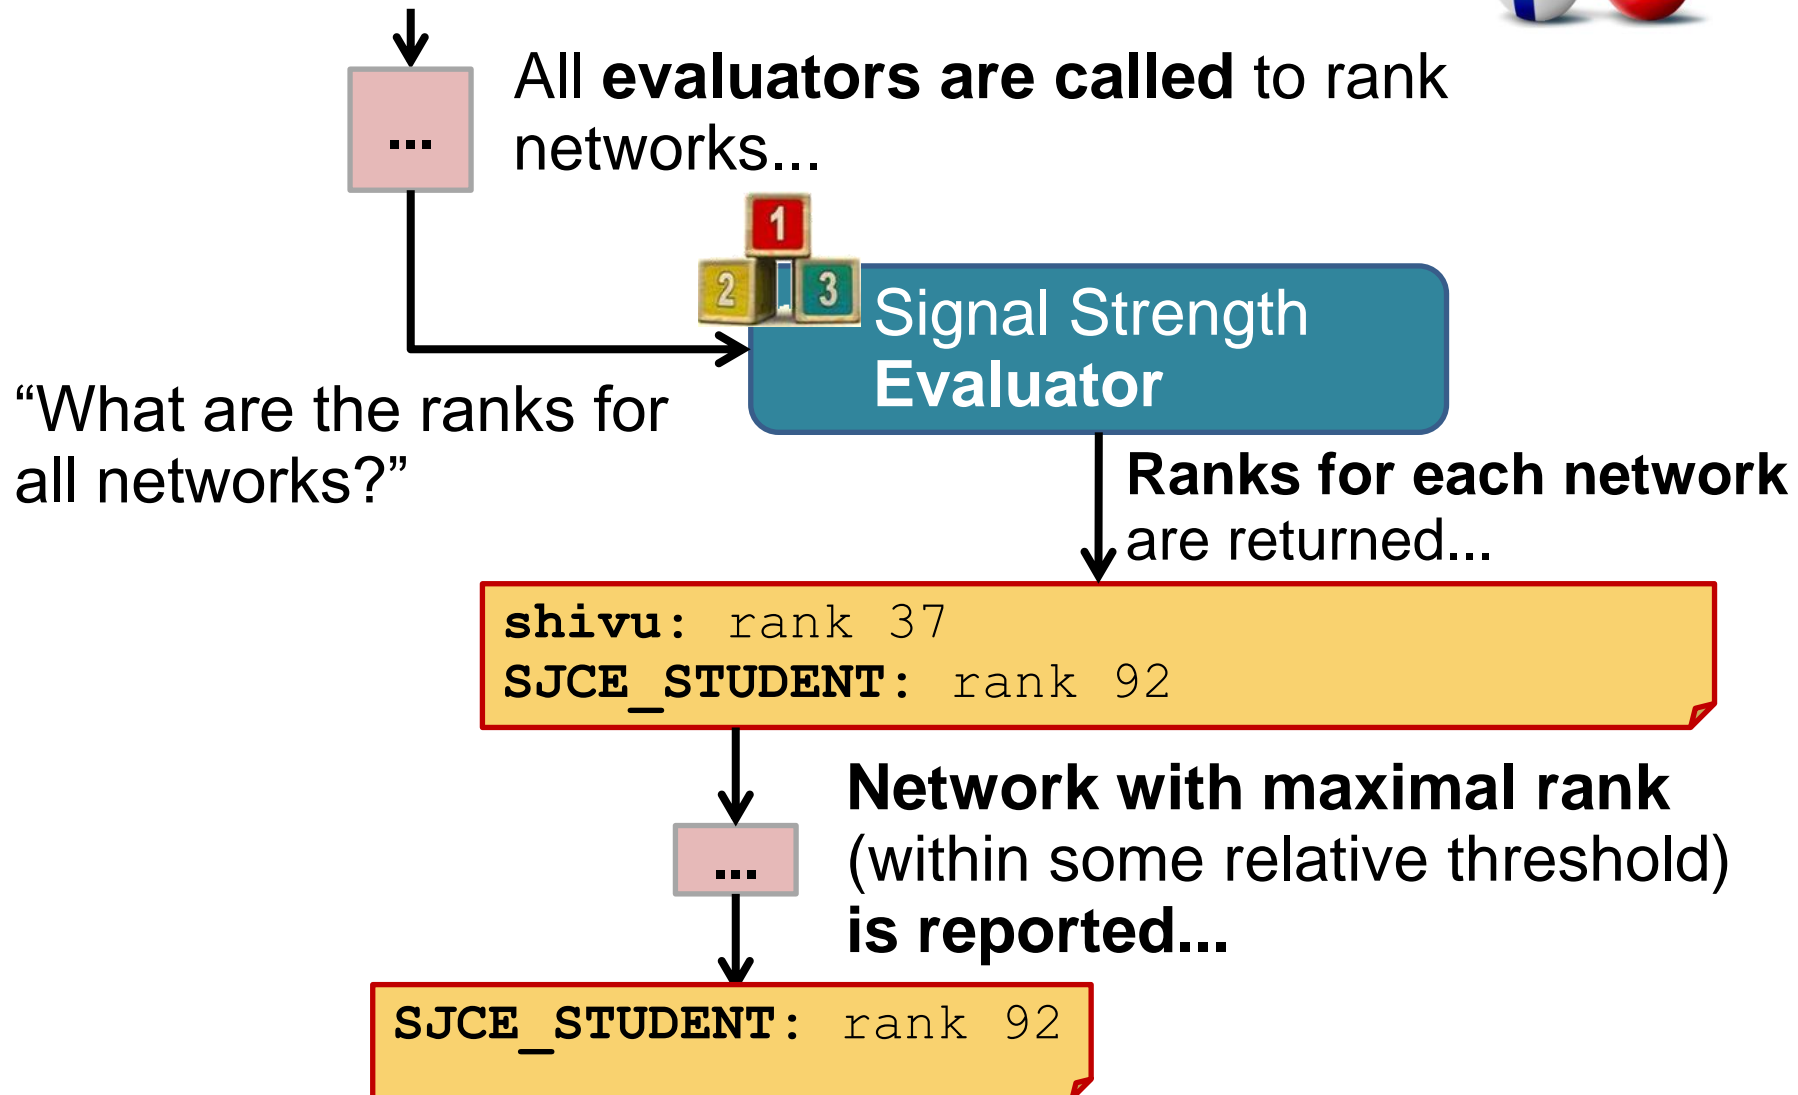 All evaluators are called to rank
networks...
...
1
2
3
Signal Strength
Evaluator
“What are the ranks for
all networks?”
Ranks for each network
are returned...
shivu: rank 37
SJCE_STUDENT: rank 92
Network with maximal rank
(within some relative threshold)
is reported...
...
SJCE_STUDENT: rank 92